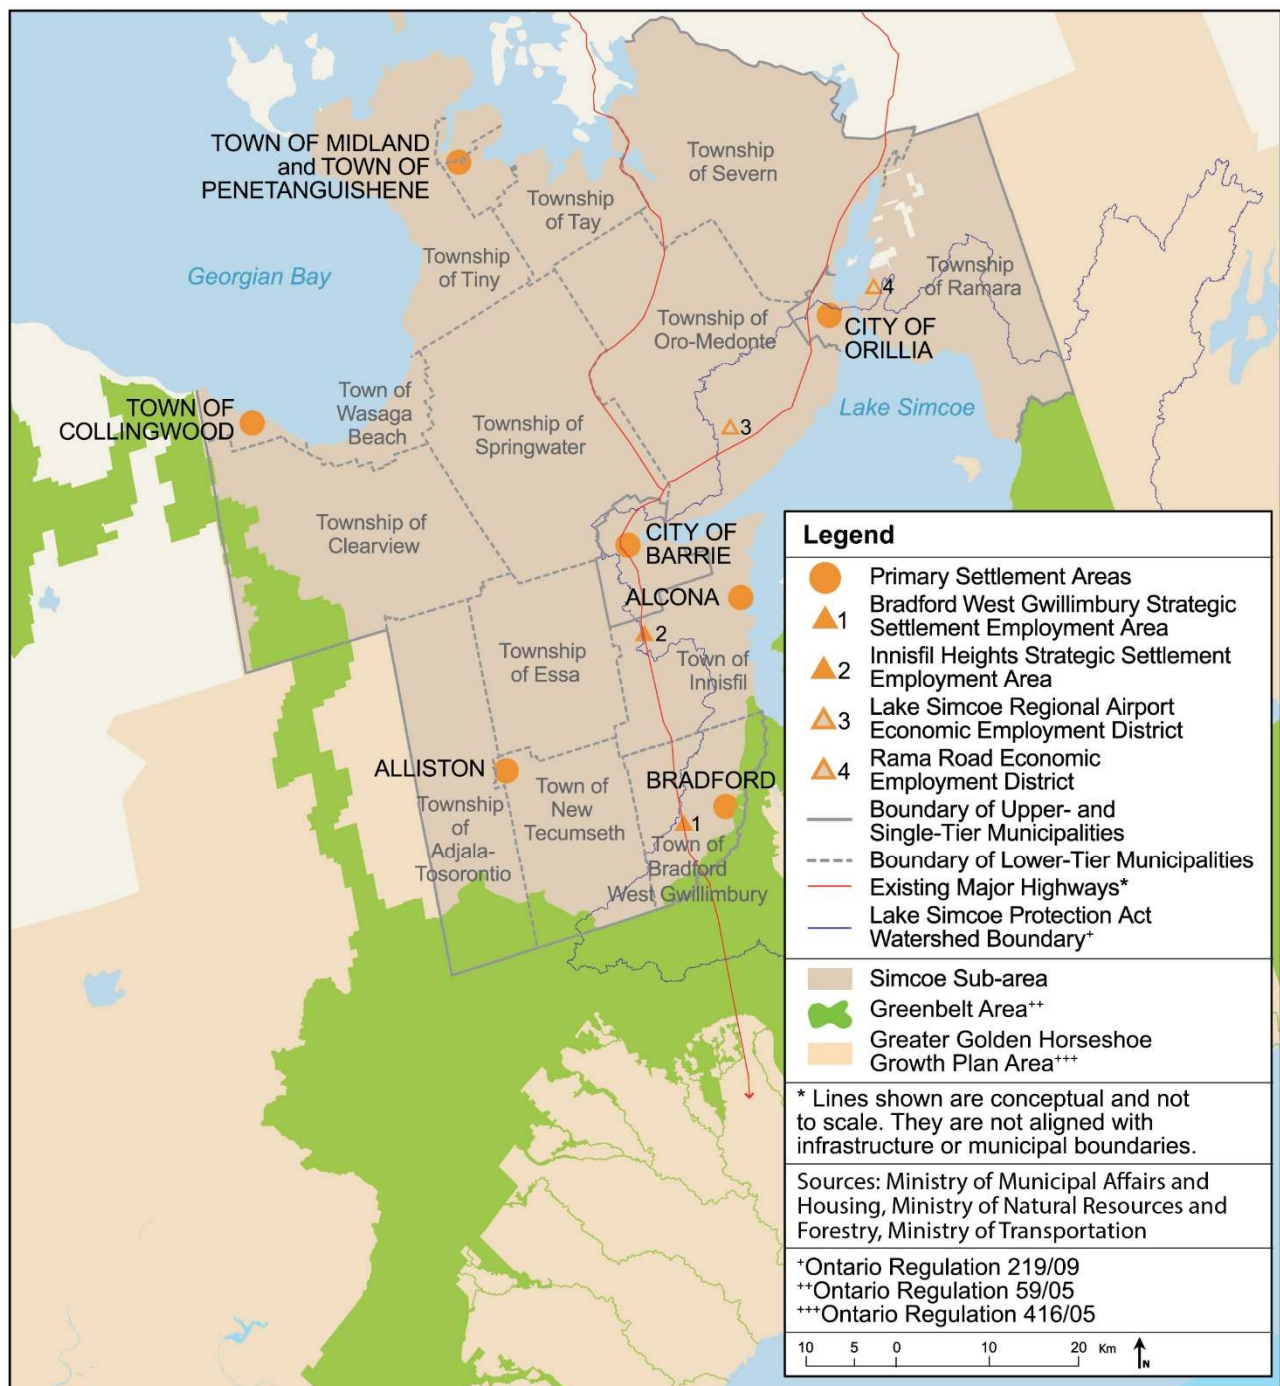 TOWN OF MIDLAND
and TOWN OF
PENETANGUISHENE
Township
of Severn
Township
of Tay
Township
of Tiny
Georgian Bay
Township
of Ramara
4
Township of
Oro-Medonte
CITY OF
ORILLIA
Lake Simcoe
TOWN OF
COLLINGWOOD
Town of
Wasaga
Beach
Township of
Springwater
3
Township of
Clearview
CITY OF
BARRIE
ALCONA
2
Township
of Essa
Town of
Innisfil
ALLISTON
BRADFORD
Township
of
Adjala-
Tosorontio
Town of
New
Tecumseth
1
Town of
Bradford
West Gwillimbury
Legend
Primary Settlement Areas
1 Bradford West Gwillimbury Strategic
Settlement Employment Area
2 Innisfil Heights Strategic Settlement
Employment Area
3 Lake Simcoe Regional Airport
Economic Employment District
4 Rama Road Economic
Employment District
Boundary of Upper- and
Single-Tier Municipalities
Boundary of Lower-Tier Municipalities
Existing Major Highways*
Lake Simcoe Protection Act
Watershed Boundary+
Simcoe Sub-area
Greenbelt Area++
Greater Golden Horseshoe
Growth Plan Area+++
* Lines shown are conceptual and not
to scale. They are not aligned with
infrastructure or municipal boundaries.
Sources: Ministry of Municipal Affairs and
Housing, Ministry of Natural Resources and
Forestry, Ministry of Transportation
+Ontario Regulation 219/09
++Ontario Regulation 59/05
+++Ontario Regulation 416/05
10 5 0 10 20 Km N